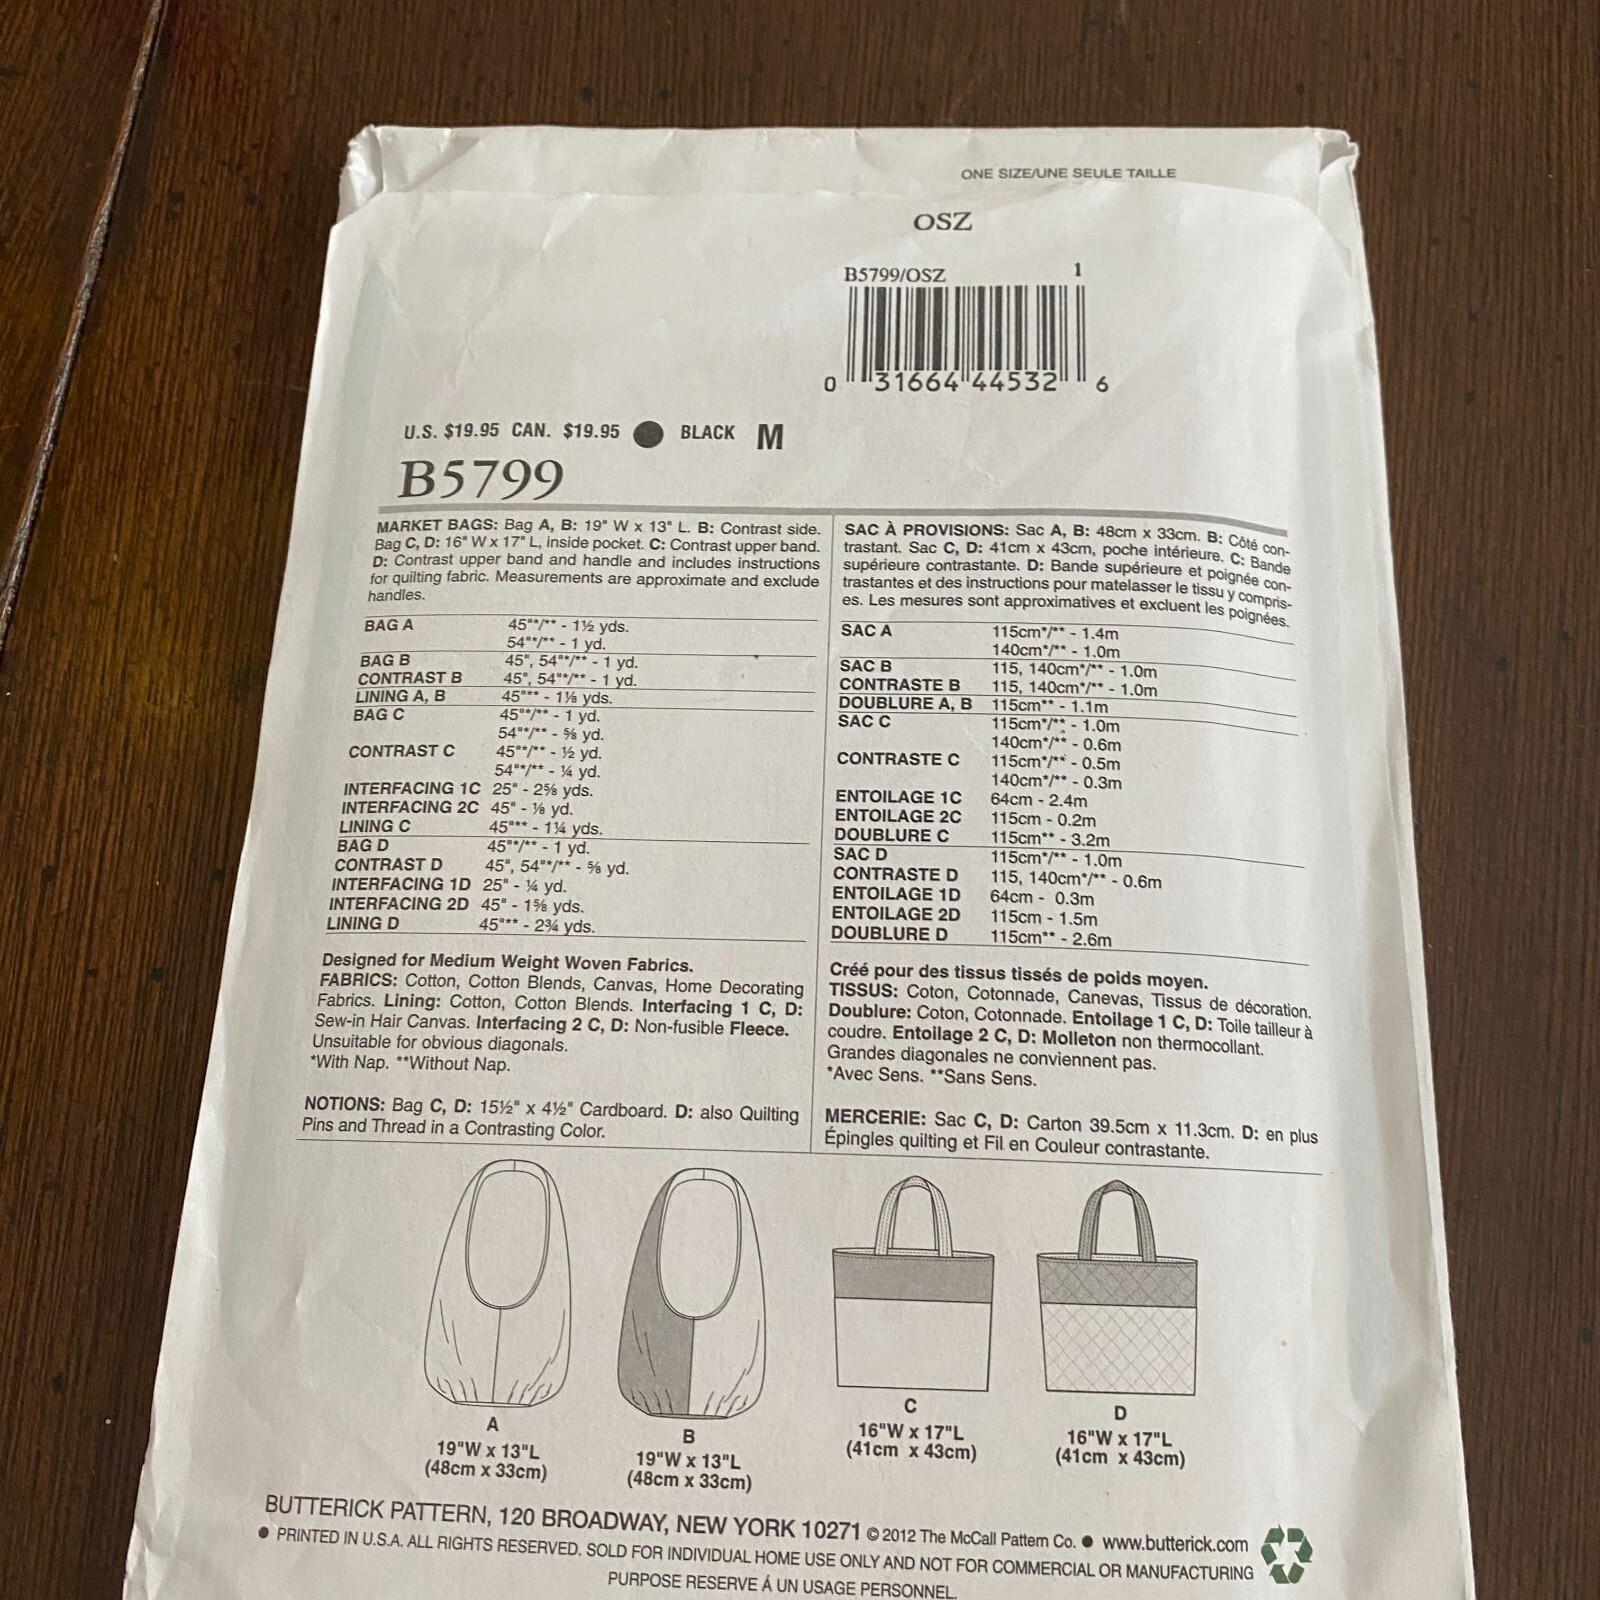 ONE SIZE/UNE SEULE TAILLE
OSZ
B5799/OSZ 1
0 31664 44532 6
U.S. $19.95 CAN. $19.95 ● BLACK M
B5799
MARKET BAGS: Bag A, B: 19" W x 13" L. B: Contrast side.
Bag C, D: 16" W x 17" L, inside pocket. C: Contrast upper band.
D: Contrast upper band and handle and includes instructions
for quilting fabric. Measurements are approximate and exclude
handles.
BAG A 45"*/** - 1½ yds.
54"*/** - 1 yd.
BAG B 45", 54"*/** - 1 yd.
CONTRAST B 45", 54"*/** - 1 yd.
LINING A, B 45"** - 1⅛ yds.
BAG C 45"*/** - 1 yd.
54"*/** - ⅝ yd.
CONTRAST C 45"*/** - ½ yd.
54"*/** - ¼ yd.
INTERFACING 1C 25" - 2⅝ yds.
INTERFACING 2C 45" - ⅛ yd.
LINING C 45"** - 1¼ yds.
BAG D 45"*/** - 1 yd.
CONTRAST D 45", 54"*/** - ⅝ yd.
INTERFACING 1D 25" - ¼ yd.
INTERFACING 2D 45" - 1⅝ yds.
LINING D 45"** - 2¾ yds.
Designed for Medium Weight Woven Fabrics.
FABRICS: Cotton, Cotton Blends, Canvas, Home Decorating
Fabrics. Lining: Cotton, Cotton Blends. Interfacing 1 C, D:
Sew-in Hair Canvas. Interfacing 2 C, D: Non-fusible Fleece.
Unsuitable for obvious diagonals.
*With Nap. **Without Nap.
NOTIONS: Bag C, D: 15½" x 4½" Cardboard. D: also Quilting
Pins and Thread in a Contrasting Color.
SAC À PROVISIONS: Sac A, B: 48cm x 33cm. B: Côté con-
trastant. Sac C, D: 41cm x 43cm, poche intérieure. C: Bande
supérieure contrastante. D: Bande supérieure et poignée con-
trastantes et des instructions pour matelasser le tissu y compris-
es. Les mesures sont approximatives et excluent les poignées.
SAC A 115cm*/** - 1.4m
140cm*/** - 1.0m
SAC B 115, 140cm*/** - 1.0m
CONTRASTE B 115, 140cm*/** - 1.0m
DOUBLURE A, B 115cm** - 1.1m
SAC C 115cm*/** - 1.0m
140cm*/** - 0.6m
CONTRASTE C 115cm*/** - 0.5m
140cm*/** - 0.3m
ENTOILAGE 1C 64cm - 2.4m
ENTOILAGE 2C 115cm - 0.2m
DOUBLURE C 115cm** - 3.2m
SAC D 115cm*/** - 1.0m
CONTRASTE D 115, 140cm*/** - 0.6m
ENTOILAGE 1D 64cm - 0.3m
ENTOILAGE 2D 115cm - 1.5m
DOUBLURE D 115cm** - 2.6m
Créé pour des tissus tissés de poids moyen.
TISSUS: Coton, Cotonnade, Canevas, Tissus de décoration.
Doublure: Coton, Cotonnade. Entoilage 1 C, D: Toile tailleur à
coudre. Entoilage 2 C, D: Molleton non thermocollant.
Grandes diagonales ne conviennent pas.
*Avec Sens. **Sans Sens.
MERCERIE: Sac C, D: Carton 39.5cm x 11.3cm. D: en plus
Épingles quilting et Fil en Couleur contrastante.
A
19"W x 13"L
(48cm x 33cm)
B
19"W x 13"L
(48cm x 33cm)
C
16"W x 17"L
(41cm x 43cm)
D
16"W x 17"L
(41cm x 43cm)
BUTTERICK PATTERN, 120 BROADWAY, NEW YORK 10271 © 2012 The McCall Pattern Co. ● www.butterick.com
● PRINTED IN U.S.A. ALL RIGHTS RESERVED. SOLD FOR INDIVIDUAL HOME USE ONLY AND NOT FOR COMMERCIAL OR MANUFACTURING
PURPOSE RESERVE Á UN USAGE PERSONNEL.